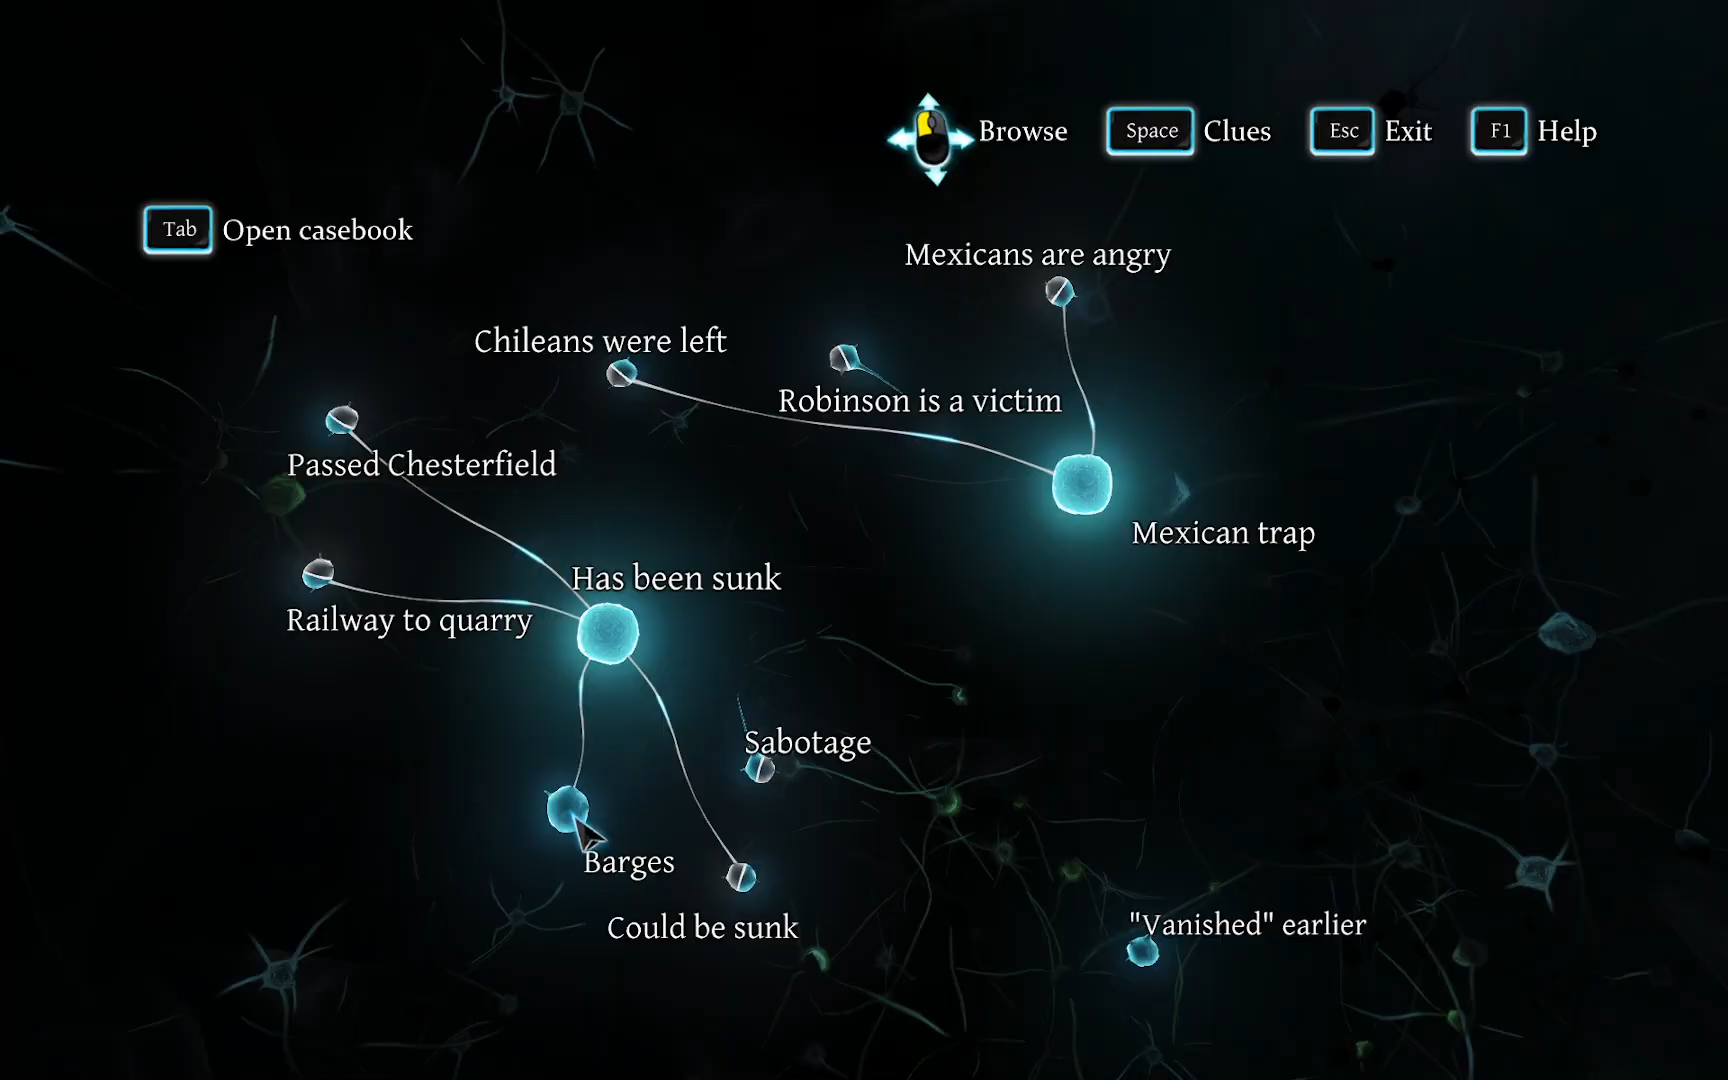 Browse
Space Clues
Esc Exit
F1 Help
Tab Open casebook
Mexicans are angry
Chileans were left
Robinson is a victim
Passed Chesterfield
Mexican trap
Has been sunk
Railway to quarry
Sabotage
Barges
Could be sunk
"Vanished" earlier